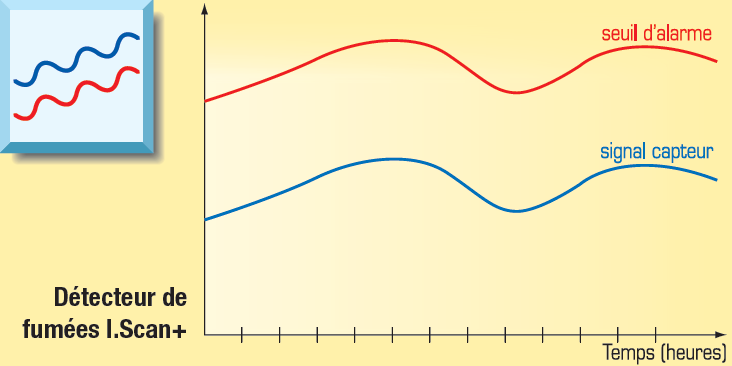 seuil d'alarme
signal capteur
Détecteur de
fumées I.Scan+
Temps (heures)